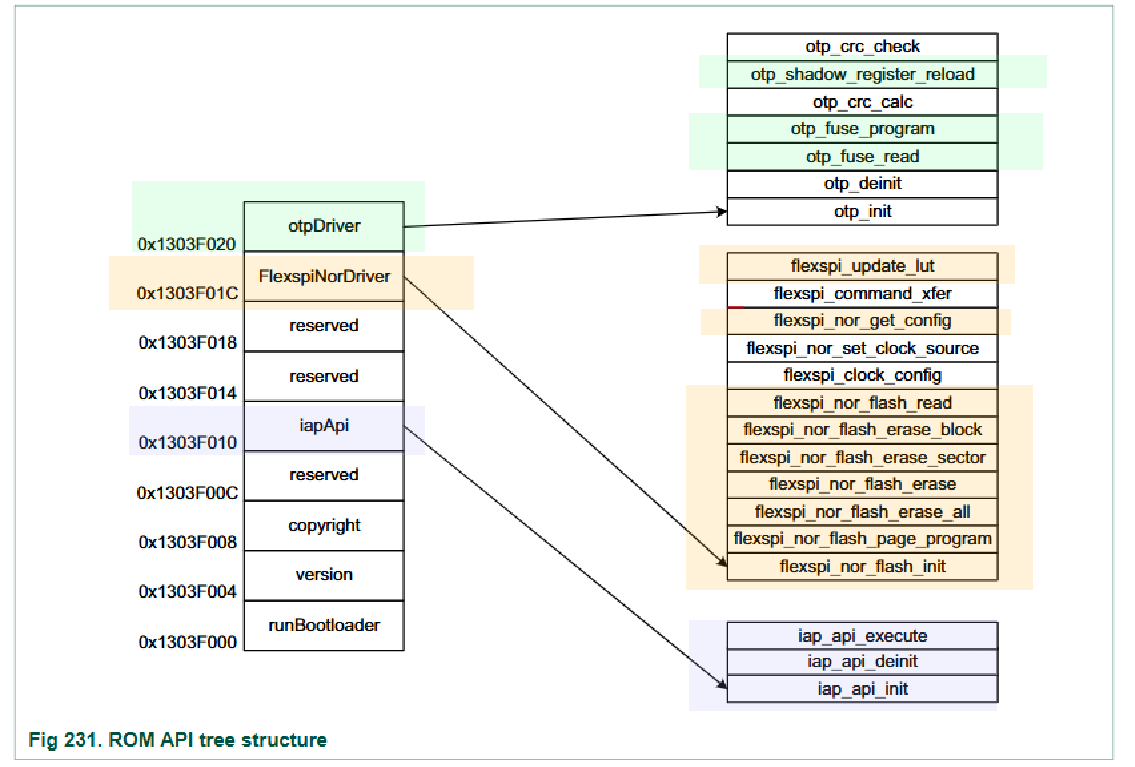 otp_crc_check
otp_shadow_register_reload
otp_crc_calc
otp_fuse_program
otp_fuse_read
otp_deinit
otp_init
otpDriver
0x1303F020
FlexspiNorDriver
0x1303F01C
reserved
0x1303F018
reserved
0x1303F014
iapApi
0x1303F010
reserved
0x1303F00C
copyright
0x1303F008
version
0x1303F004
runBootloader
0x1303F000
flexspi_update_lut
flexspi_command_xfer
flexspi_nor_get_config
flexspi_nor_set_clock_source
flexspi_clock_config
flexspi_nor_flash_read
flexspi_nor_flash_erase_block
flexspi_nor_flash_erase_sector
flexspi_nor_flash_erase
flexspi_nor_flash_erase_all
flexspi_nor_flash_page_program
flexspi_nor_flash_init
iap_api_execute
iap_api_deinit
iap_api_init
Fig 231. ROM API tree structure